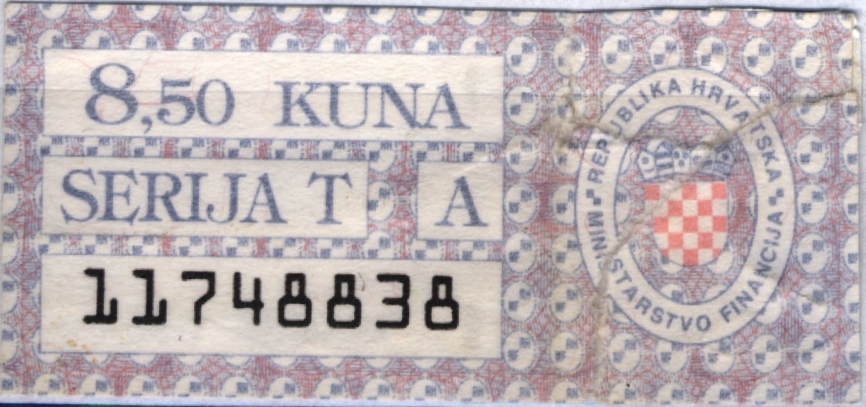 8,50 KUNA
SERIJA T A
11748838
REPUBLIKA HRVATSKA
MINISTARSTVO FINANCIJA